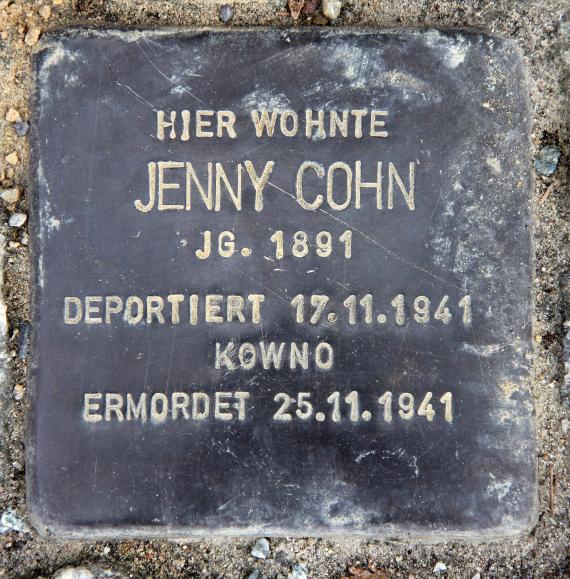 HIER WOHNTE
JENNY COHN
JG. 1891
DEPORTIERT 17.11.1941
KOWNO
ERMORDET 25.11.1941